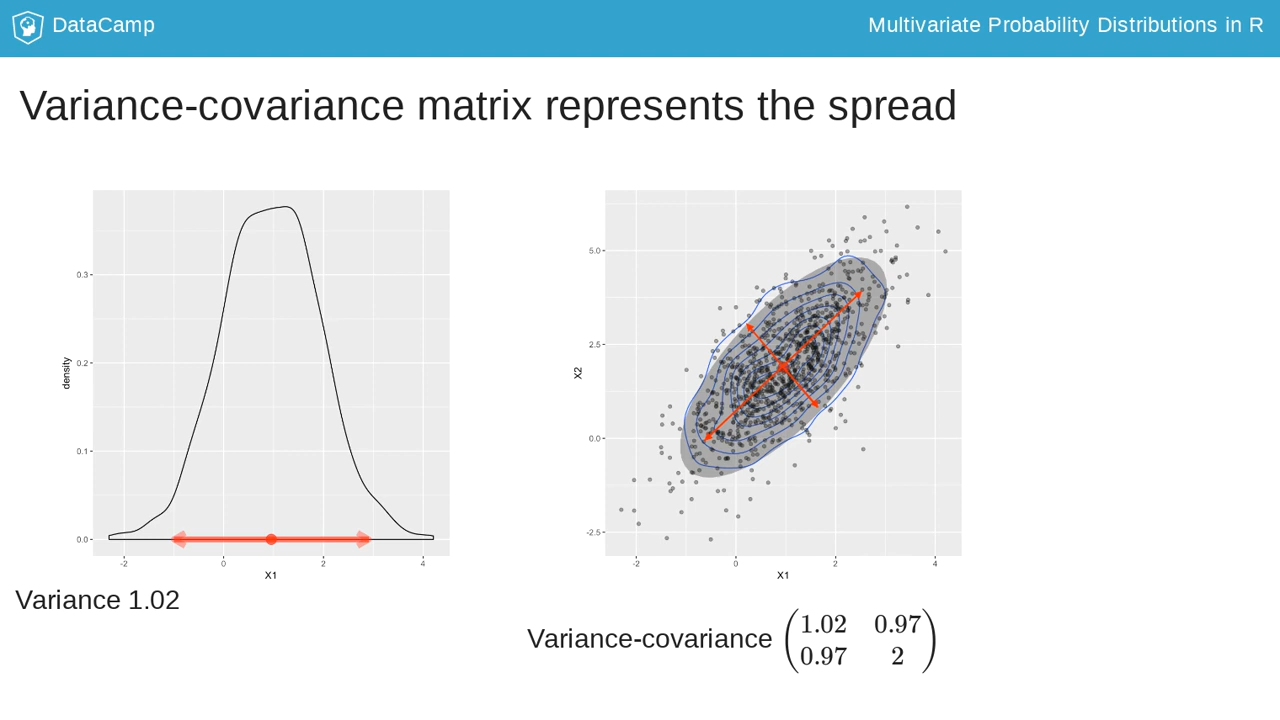 DataCamp
Multivariate Probability Distributions in R
Variance-covariance matrix represents the spread
0.3
0.2
0.1
0.0
density
-2 0 2 4
X1
Variance 1.02
5.0
2.5
0.0
-2.5
X2
-2 0 2 4
X1
Variance-covariance
1.02 0.97
0.97 2